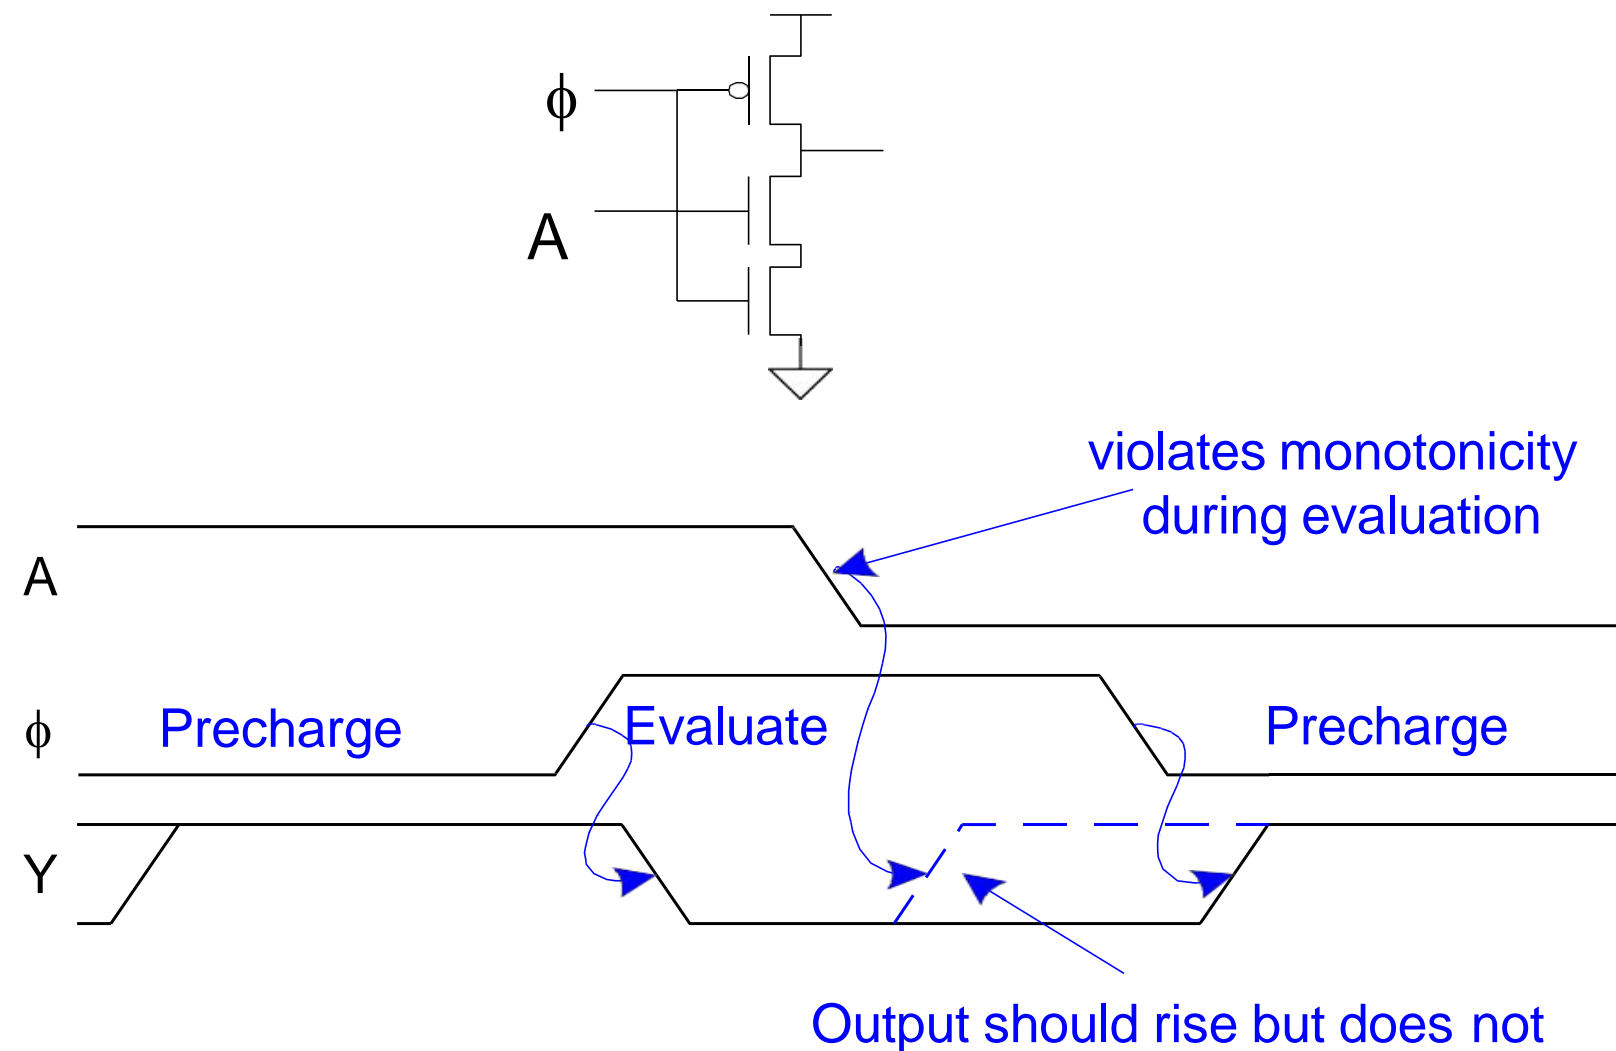 ϕ
A
violates monotonicity
during evaluation
A
ϕ
Precharge
Evaluate
Precharge
Y
Output should rise but does not